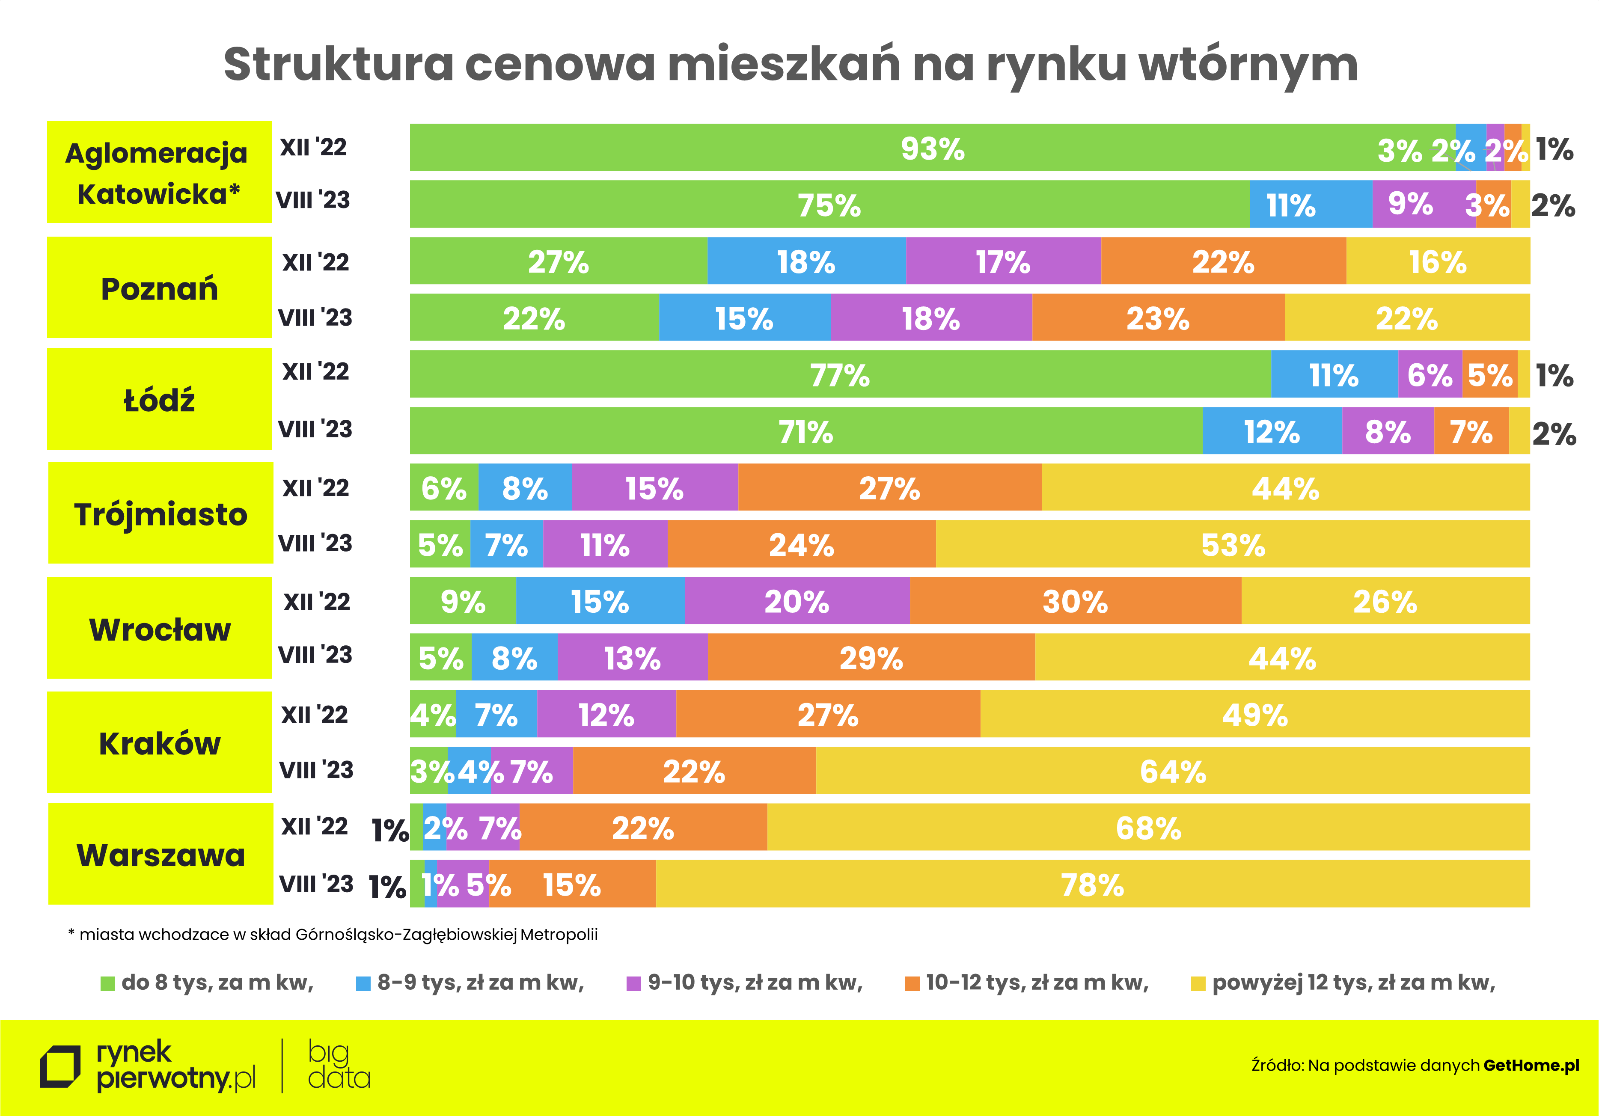 Struktura cenowa mieszkań na rynku wtórnym
Aglomeracja
Katowicka*
XII '22
93%
3%
2%
2%
1%
VIII '23
75%
11%
9%
3%
2%
Poznań
XII '22
27%
18%
17%
22%
16%
VIII '23
22%
15%
18%
23%
22%
Łódź
XII '22
77%
11%
6%
5%
1%
VIII '23
71%
12%
8%
7%
2%
Trójmiasto
XII '22
6%
8%
15%
27%
44%
VIII '23
5%
7%
11%
24%
53%
Wrocław
XII '22
9%
15%
20%
30%
26%
VIII '23
5%
8%
13%
29%
44%
Kraków
XII '22
4%
7%
12%
27%
49%
VIII '23
3%
4%
7%
22%
64%
Warszawa
XII '22
1%
2%
7%
22%
68%
VIII '23
1%
1%
5%
15%
78%
* miasta wchodzace w skład Górnośląsko-Zagłębiowskiej Metropolii
do 8 tys, za m kw,
8-9 tys, zł za m kw,
9-10 tys, zł za m kw,
10-12 tys, zł za m kw,
powyżej 12 tys, zł za m kw,
rynek
pierwotny.pl
big
data
Źródło: Na podstawie danych GetHome.pl